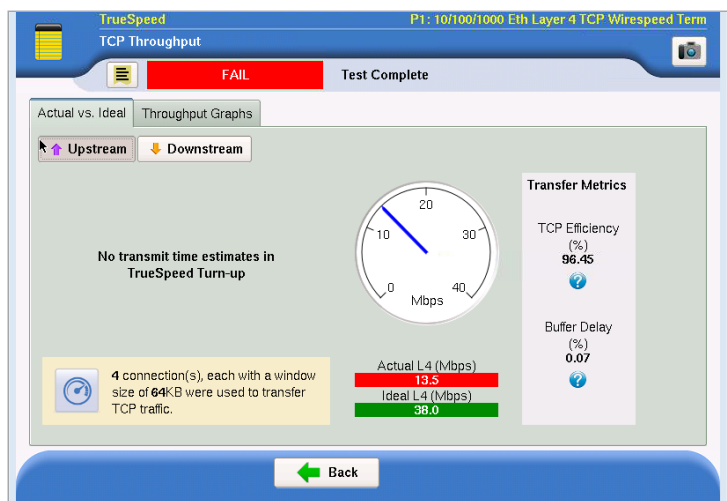 TrueSpeed
P1: 10/100/1000 Eth Layer 4 TCP Wirespeed Term
TCP Throughput
FAIL
Test Complete
Actual vs. Ideal
Throughput Graphs
Upstream
Downstream
No transmit time estimates in
TrueSpeed Turn-up
0
10
20
30
40
Mbps
Actual L4 (Mbps)
13.5
Ideal L4 (Mbps)
38.0
Transfer Metrics
TCP Efficiency
(%)
96.45
?
Buffer Delay
(%)
0.07
?
4 connection(s), each with a window
size of 64KB were used to transfer
TCP traffic.
Back